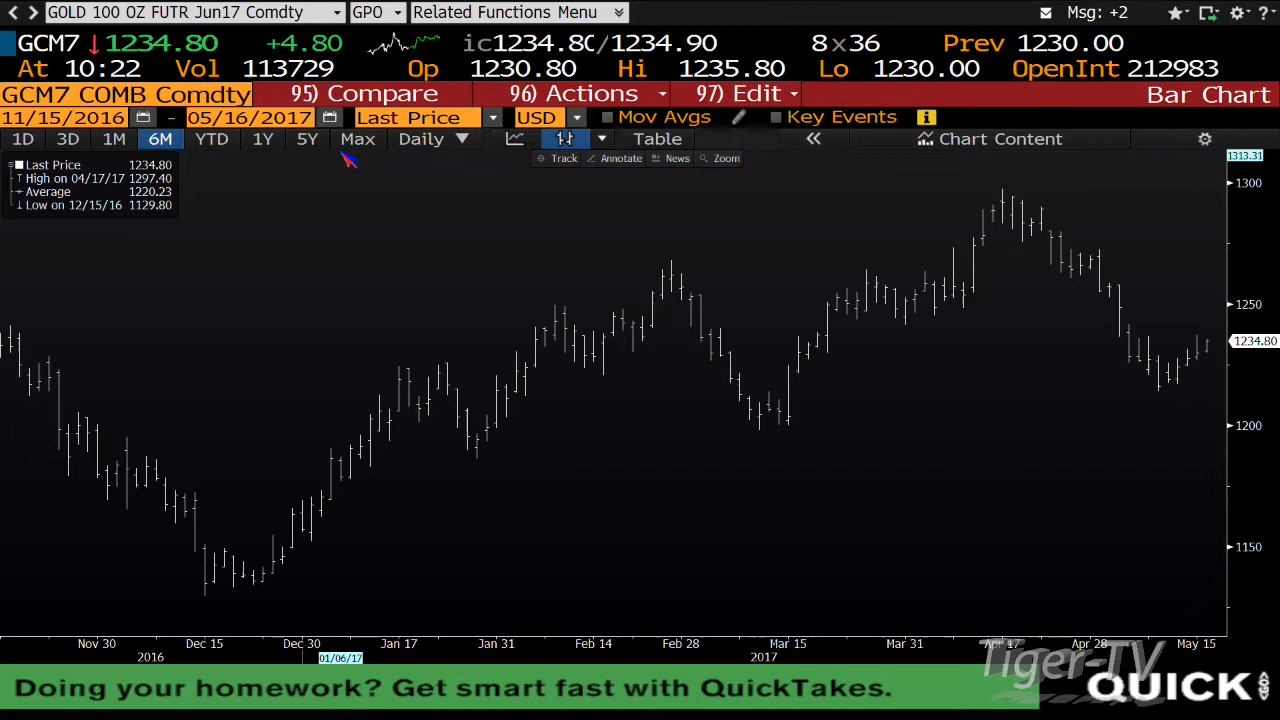 GOLD 100 OZ FUTR Jun17 Comdty GPO Related Functions Menu Msg: +2
GCM7 1234.80 +4.80 ic1234.80/1234.90 8x36 Prev 1230.00
At 10:22 Vol 113729 Op 1230.80 Hi 1235.80 Lo 1230.00 OpenInt 212983
GCM7 COMB Comdty 95) Compare 96) Actions 97) Edit Bar Chart
11/15/2016 - 05/16/2017 Last Price USD Mov Avgs Key Events
1D 3D 1M 6M YTD 1Y 5Y Max Daily Table Chart Content
Track Annotate News Zoom
Last Price 1234.80
High on 04/17/17 1297.40
Average 1220.23
Low on 12/15/16 1129.80
1313.31
1300
1250
1234.80
1200
1150
Nov 30 Dec 15 Dec 30 Jan 17 Jan 31 Feb 14 Feb 28 Mar 15 Mar 31 Apr 17 Apr 28 May 15
2016 01/06/17 2017
Tiger-TV
Doing your homework? Get smart fast with QuickTakes.
QUICK
GO>